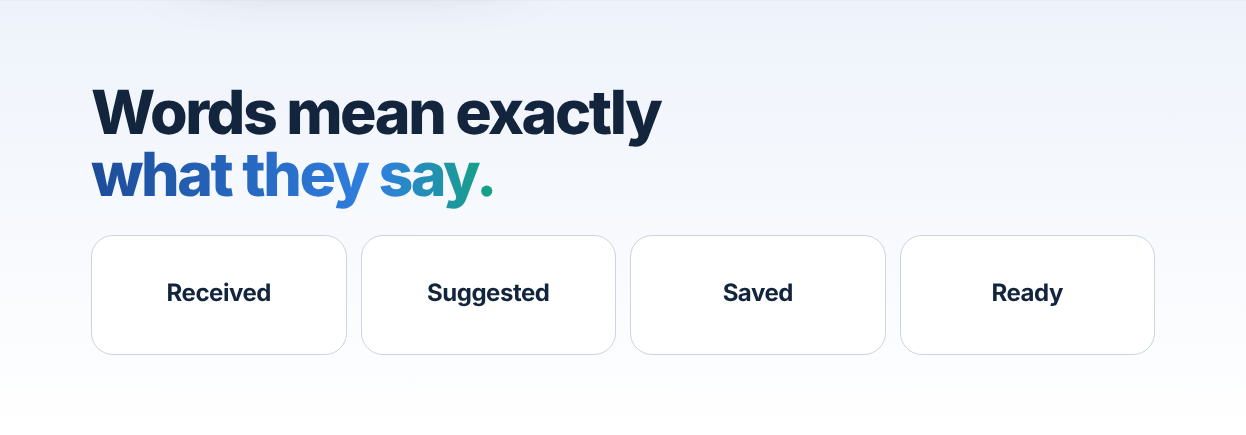 Words mean exactly
what they say.
Received
Suggested
Saved
Ready